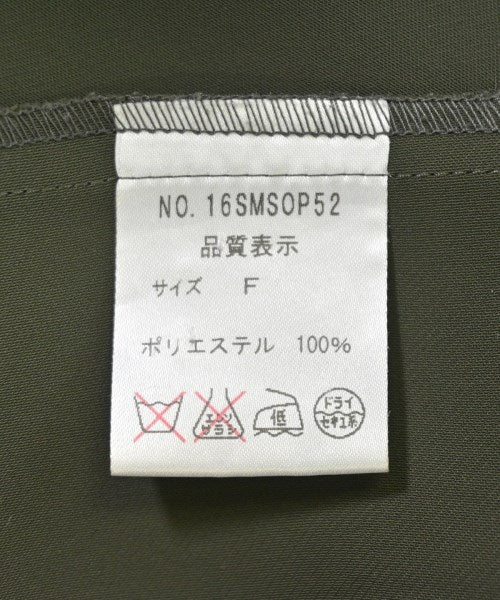 NO. 16SMSOP52
品質表示
サイズ F
ポリエステル 100%
エンソ
サラシ
低
ドライ
セキユ系